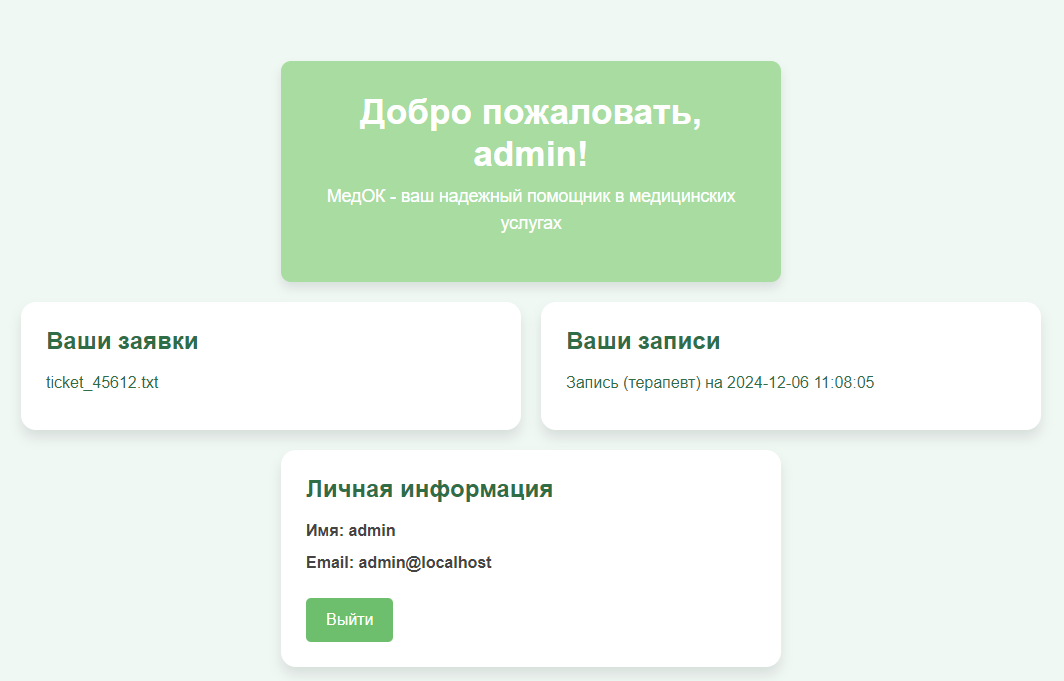 Добро пожаловать,
admin!
МедОК - ваш надежный помощник в медицинских
услугах
Ваши заявки
ticket_45612.txt
Ваши записи
Запись (терапевт) на 2024-12-06 11:08:05
Личная информация
Имя: admin
Email: admin@localhost
Выйти